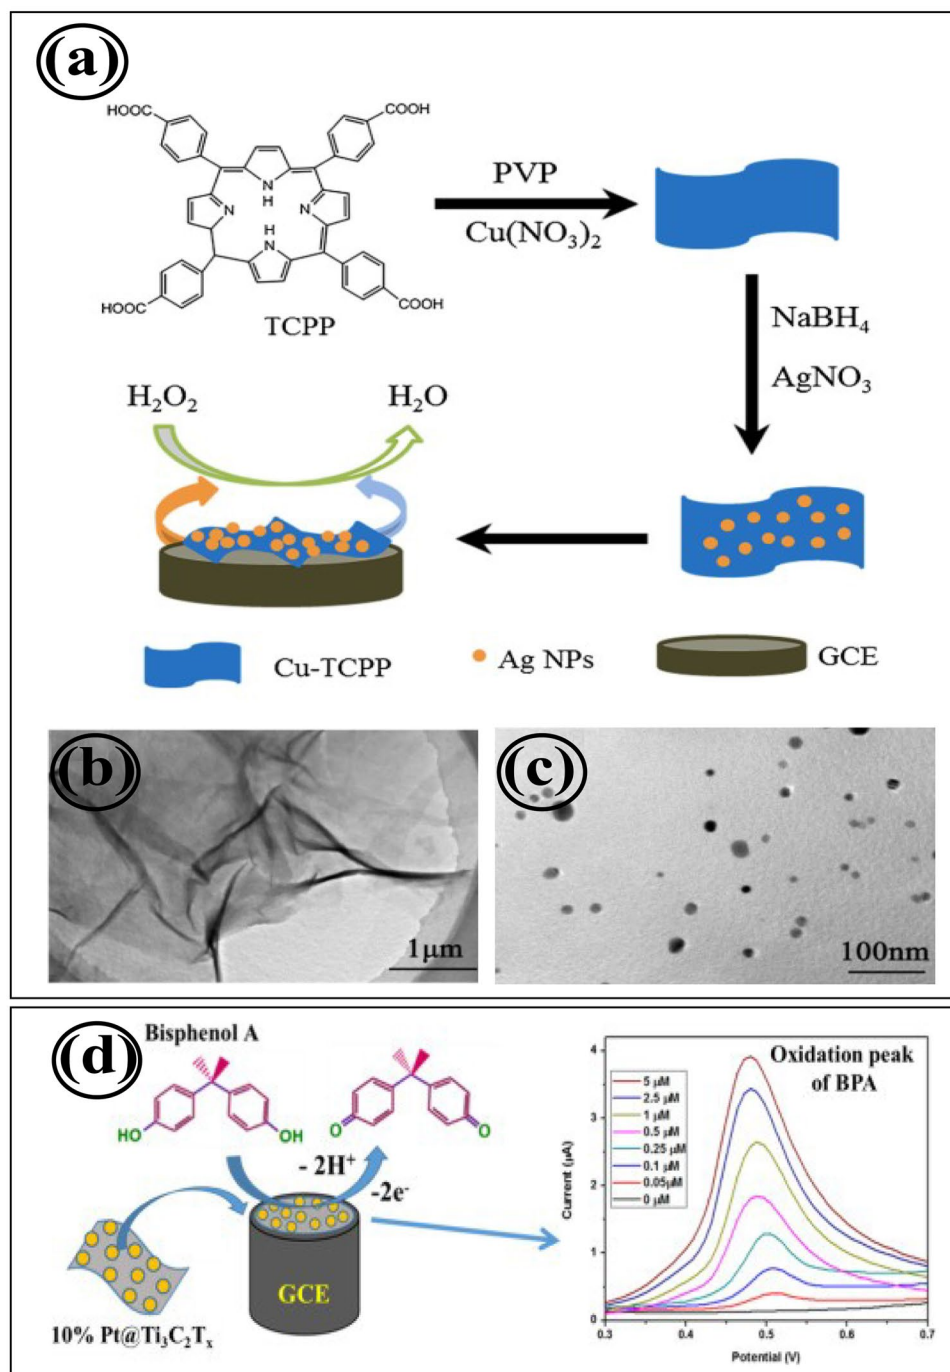 (a)
HOOC
COOH
N
H
N
N
H
N
HOOC
COOH
TCPP
PVP
Cu(NO₃)₂
NaBH₄
AgNO₃
H₂O₂
H₂O
Cu-TCPP
Ag NPs
GCE
(b)
1μm
(c)
100nm
(d)
Bisphenol A
HO
OH
O
O
- 2H⁺
-2e⁻
GCE
10% Pt@Ti₃C₂Tₓ
Oxidation peak
of BPA
5 μM
2.5 μM
1 μM
0.5 μM
0.25 μM
0.1 μM
0.05μM
0 μM
Current (μA)
4
3
2
1
0
0.3
0.4
0.5
0.6
0.7
Potential (V)